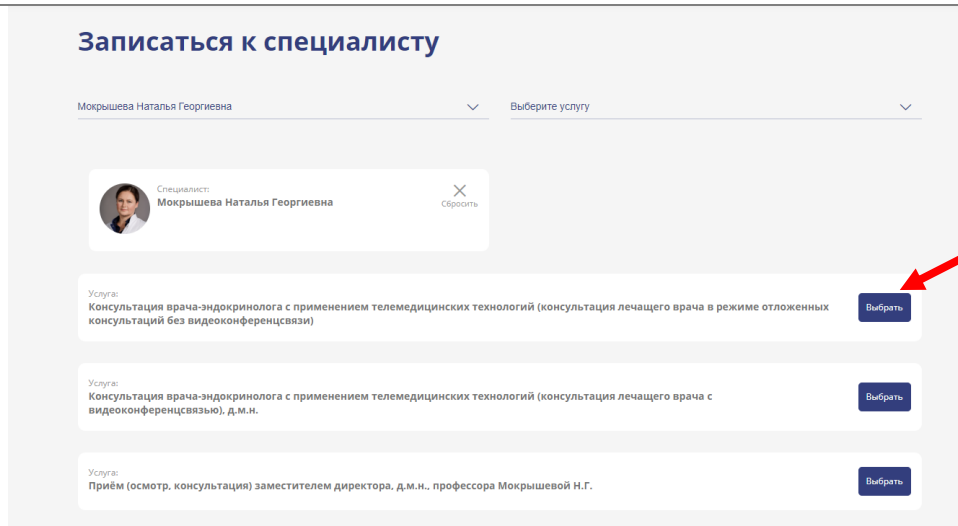 Записаться к специалисту
Мокрышева Наталья Георгиевна
Выберите услугу
Специалист:
Мокрышева Наталья Георгиевна
Сбросить
Услуга:
Консультация врача-эндокринолога с применением телемедицинских технологий (консультация лечащего врача в режиме отложенных
консультаций без видеоконференцсвязи)
Выбрать
Услуга:
Консультация врача-эндокринолога с применением телемедицинских технологий (консультация лечащего врача с
видеоконференцсвязью), д.м.н.
Выбрать
Услуга:
Приём (осмотр, консультация) заместителем директора, д.м.н., профессора Мокрышевой Н.Г.
Выбрать